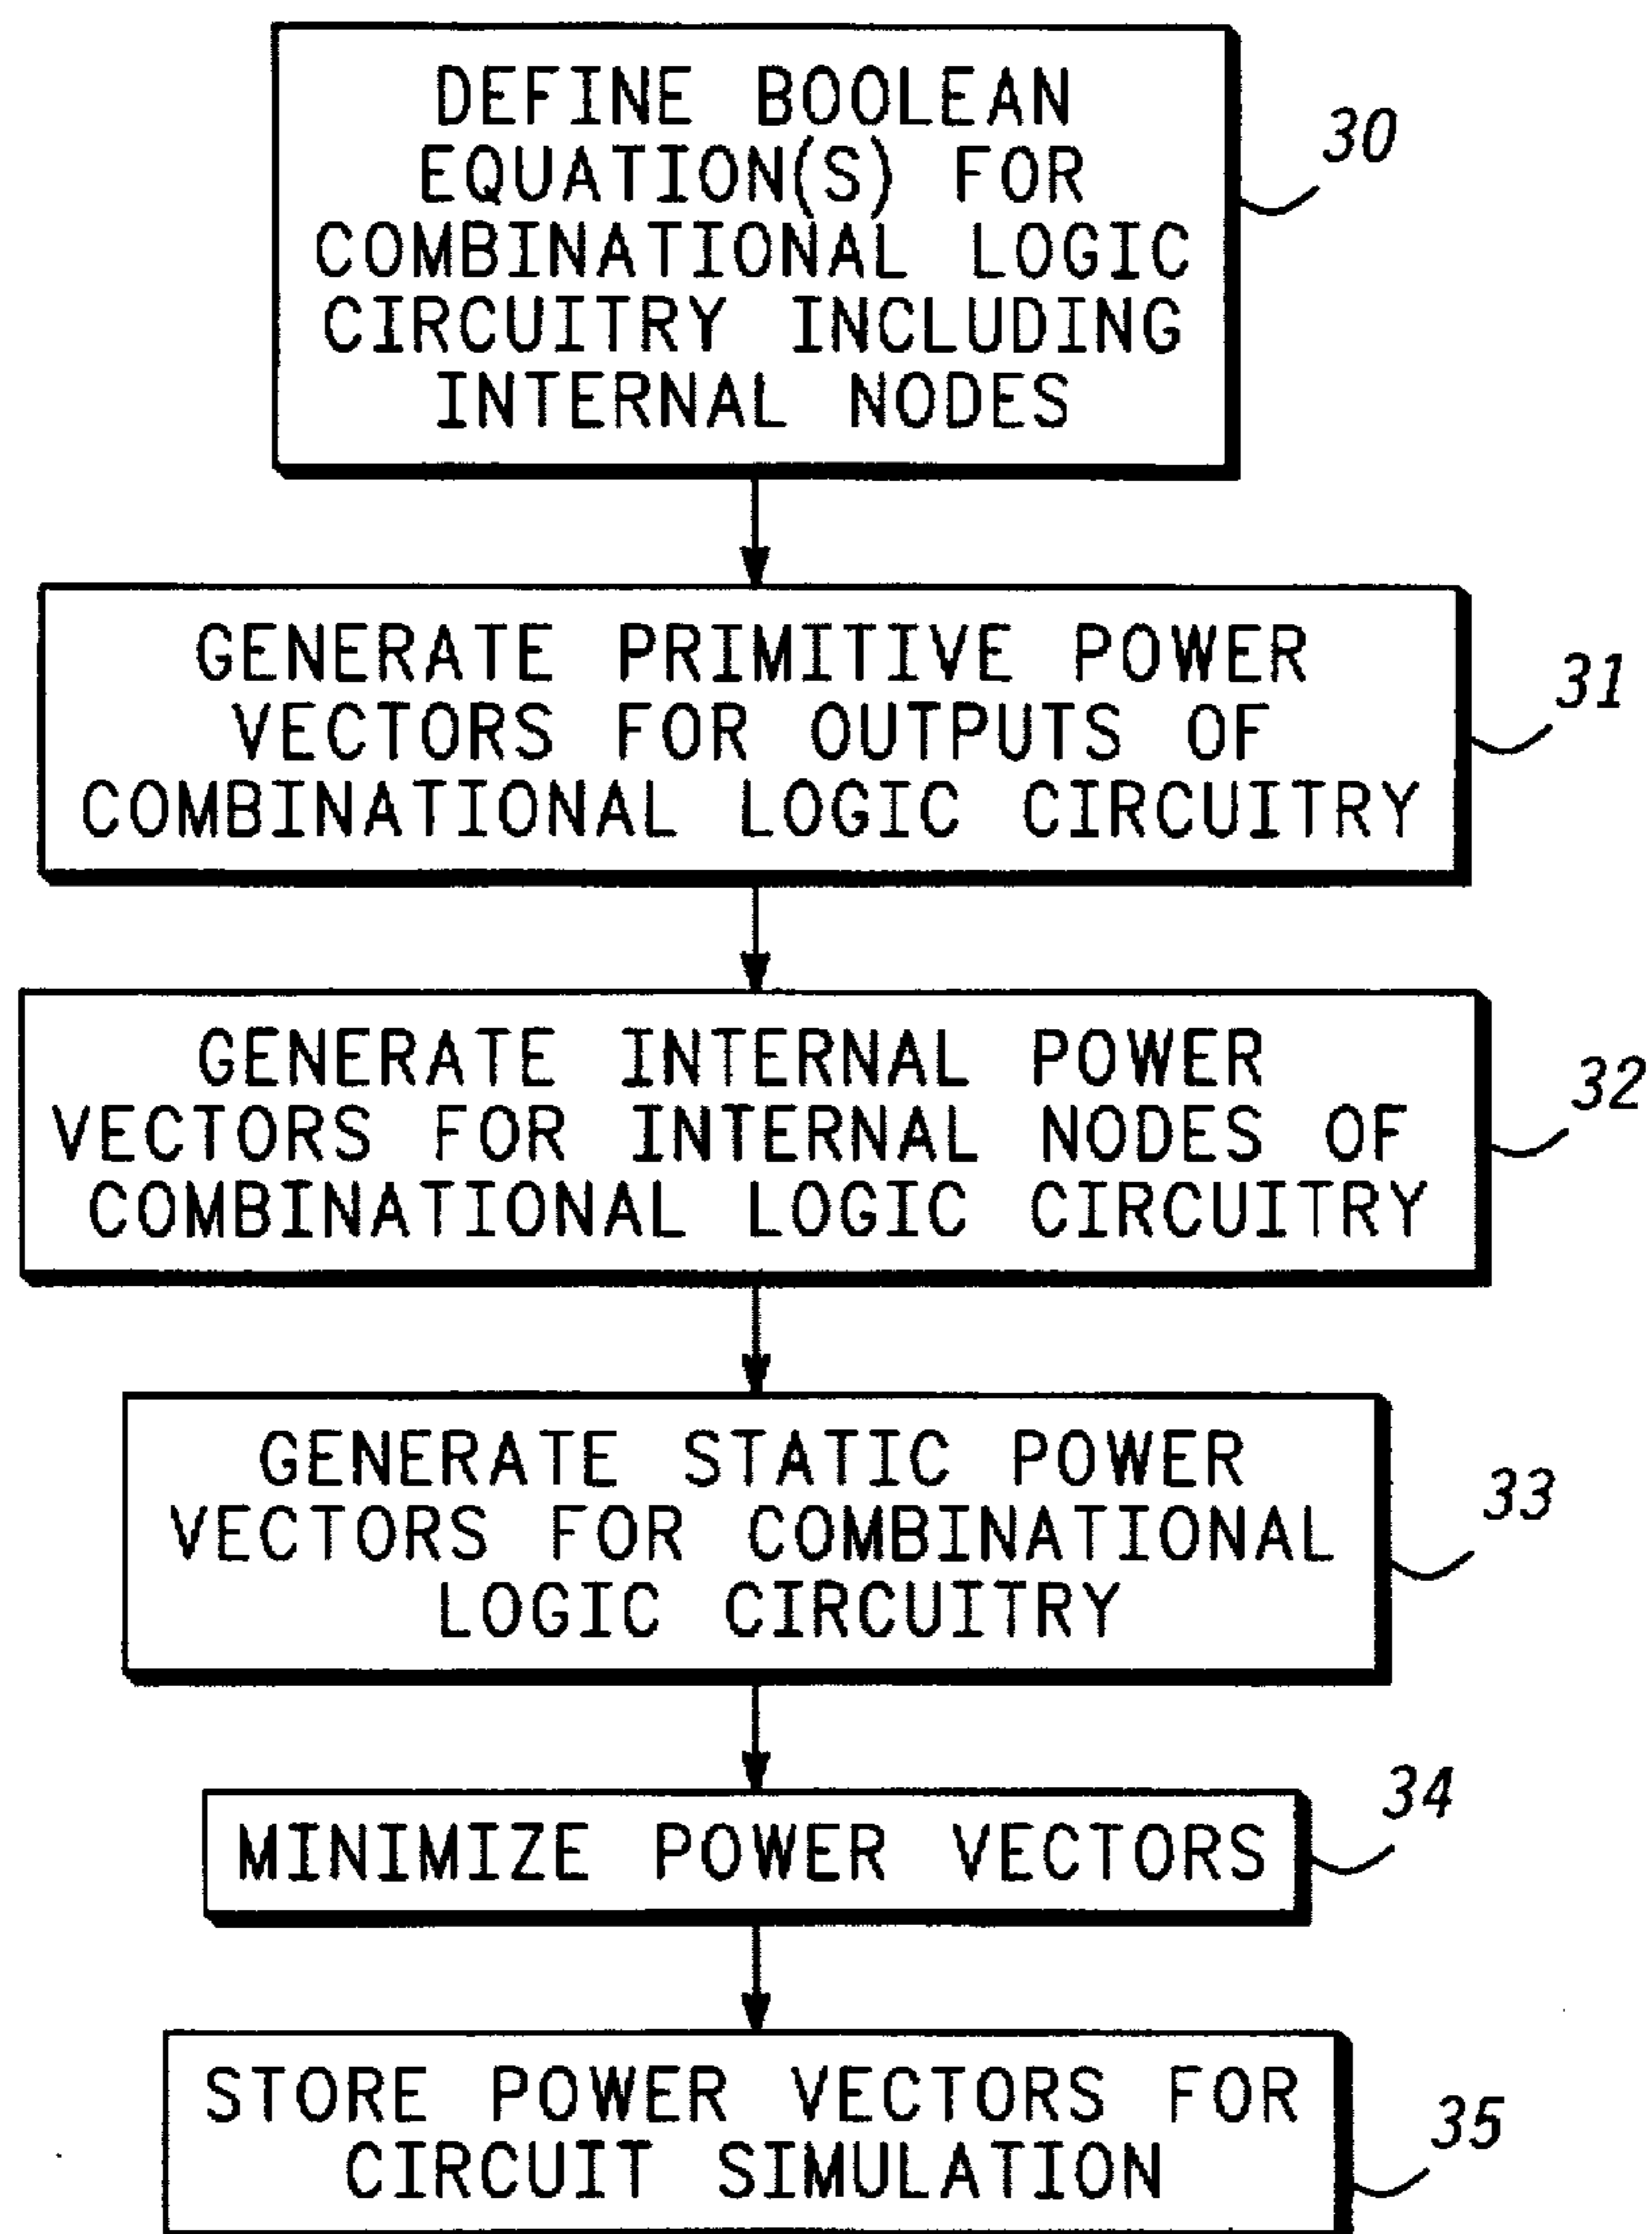 DEFINE BOOLEAN
EQUATION(S) FOR
COMBINATIONAL LOGIC
CIRCUITRY INCLUDING
INTERNAL NODES
30
GENERATE PRIMITIVE POWER
VECTORS FOR OUTPUTS OF
COMBINATIONAL LOGIC CIRCUITRY
31
GENERATE INTERNAL POWER
VECTORS FOR INTERNAL NODES OF
COMBINATIONAL LOGIC CIRCUITRY
32
GENERATE STATIC POWER
VECTORS FOR COMBINATIONAL
LOGIC CIRCUITRY
33
MINIMIZE POWER VECTORS
34
STORE POWER VECTORS FOR
CIRCUIT SIMULATION
35